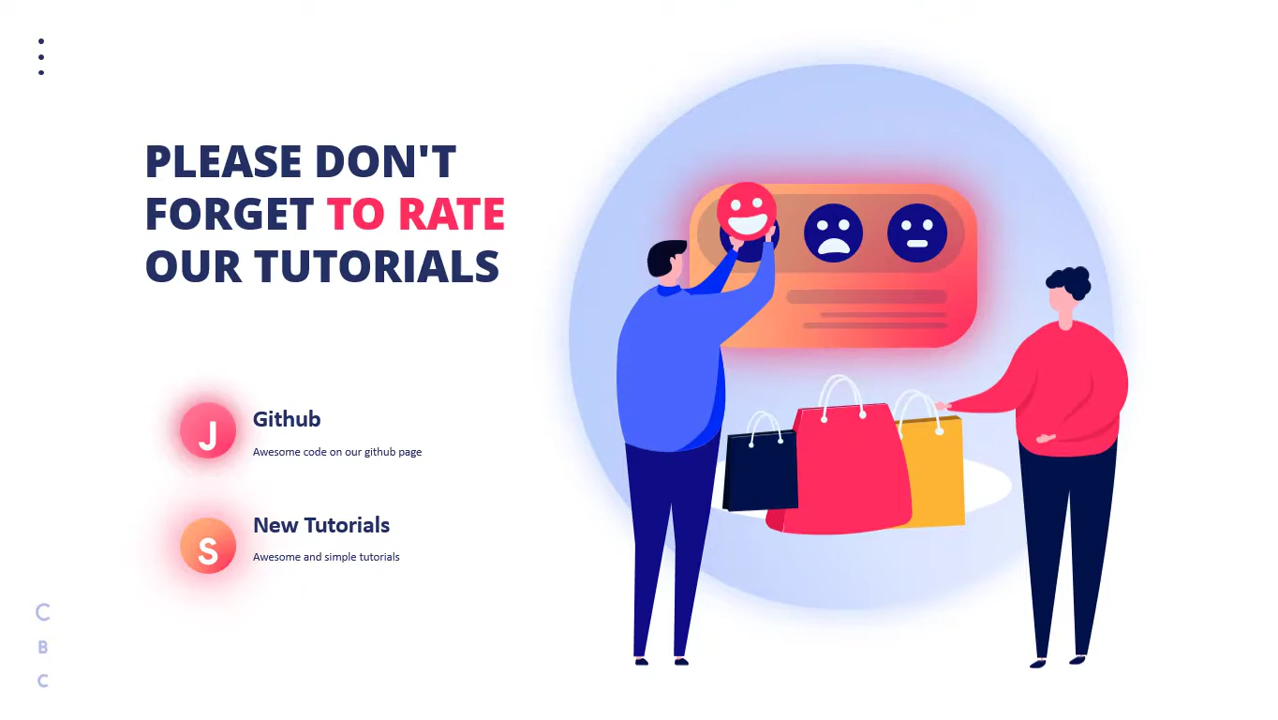 PLEASE DON'T
FORGET TO RATE
OUR TUTORIALS
J
Github
Awesome code on our github page
S
New Tutorials
Awesome and simple tutorials
C
B
C